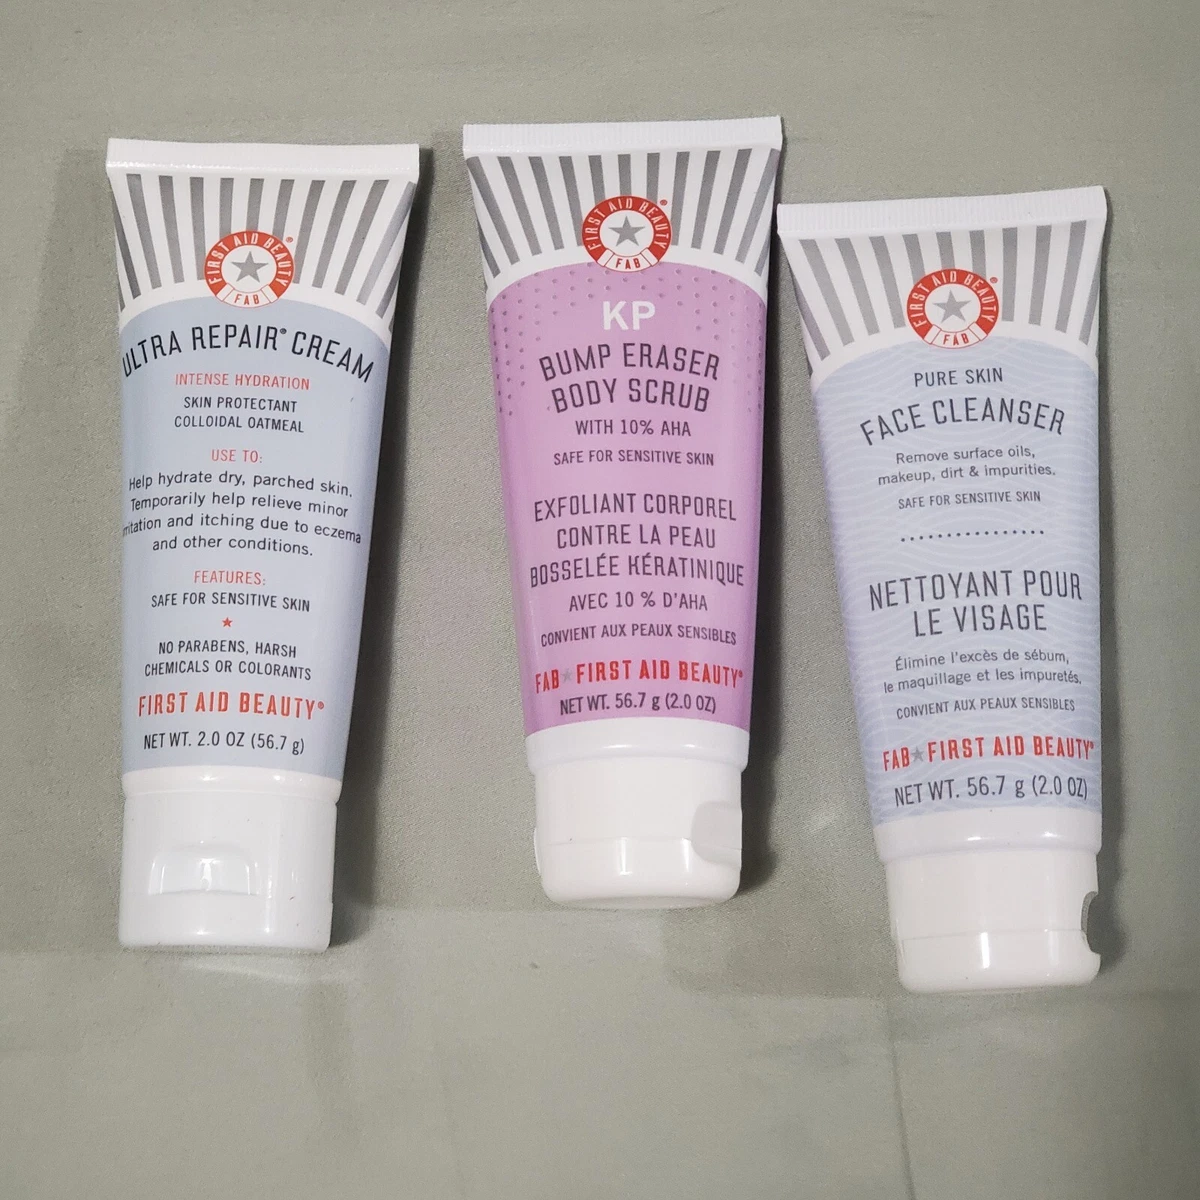 FIRST AID BEAUTY®
FAB
ULTRA REPAIR® CREAM
INTENSE HYDRATION
SKIN PROTECTANT
COLLOIDAL OATMEAL
USE TO:
Help hydrate dry, parched skin.
Temporarily help relieve minor
irritation and itching due to eczema
and other conditions.
FEATURES:
SAFE FOR SENSITIVE SKIN
NO PARABENS, HARSH
CHEMICALS OR COLORANTS
FIRST AID BEAUTY®
NET WT. 2.0 OZ (56.7 g)
FIRST AID BEAUTY®
FAB
KP
BUMP ERASER
BODY SCRUB
WITH 10% AHA
SAFE FOR SENSITIVE SKIN
EXFOLIANT CORPOREL
CONTRE LA PEAU
BOSSELÉE KÉRATINIQUE
AVEC 10 % D'AHA
CONVIENT AUX PEAUX SENSIBLES
FAB★FIRST AID BEAUTY®
NET WT. 56.7 g (2.0 OZ)
FIRST AID BEAUTY®
FAB
PURE SKIN
FACE CLEANSER
Remove surface oils,
makeup, dirt & impurities.
SAFE FOR SENSITIVE SKIN
NETTOYANT POUR
LE VISAGE
Élimine l'excès de sébum,
le maquillage et les impuretés.
CONVIENT AUX PEAUX SENSIBLES
FAB★FIRST AID BEAUTY®
NET WT. 56.7 g (2.0 OZ)